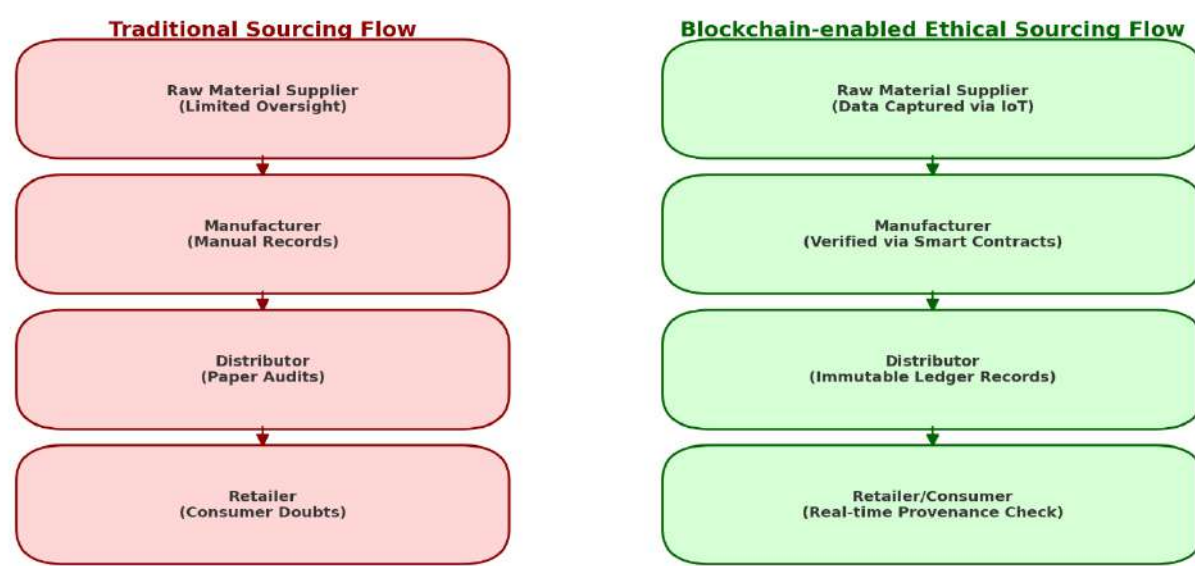 Traditional Sourcing Flow
Raw Material Supplier
(Limited Oversight)
Manufacturer
(Manual Records)
Distributor
(Paper Audits)
Retailer
(Consumer Doubts)
Blockchain-enabled Ethical Sourcing Flow
Raw Material Supplier
(Data Captured via IoT)
Manufacturer
(Verified via Smart Contracts)
Distributor
(Immutable Ledger Records)
Retailer/Consumer
(Real-time Provenance Check)